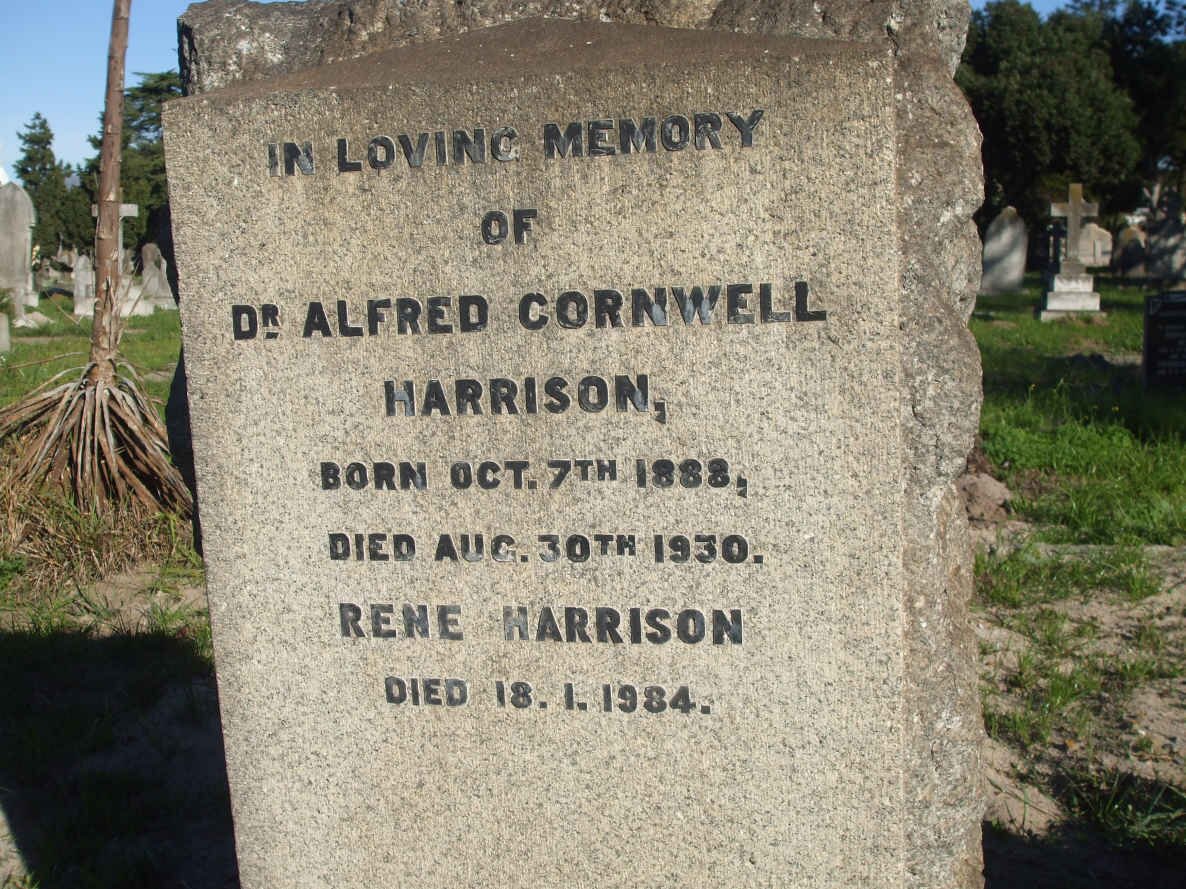 IN LOVING MEMORY
OF
DR ALFRED CORNWELL
HARRISON,
BORN OCT. 7TH 1888,
DIED AUG. 30TH 1930.
RENE HARRISON
DIED 18. 1. 1984.